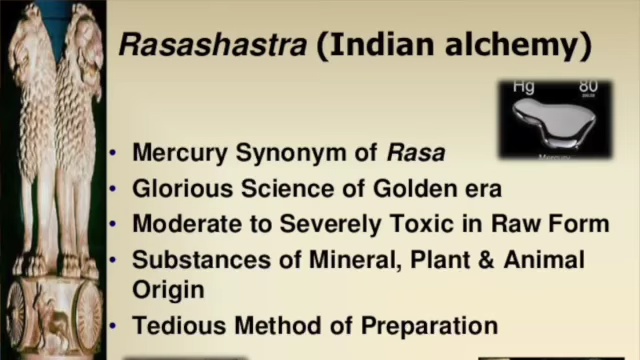 Rasashastra (Indian alchemy)
Hg 80
• Mercury Synonym of Rasa
• Glorious Science of Golden era
• Moderate to Severely Toxic in Raw Form
• Substances of Mineral, Plant & Animal
Origin
• Tedious Method of Preparation